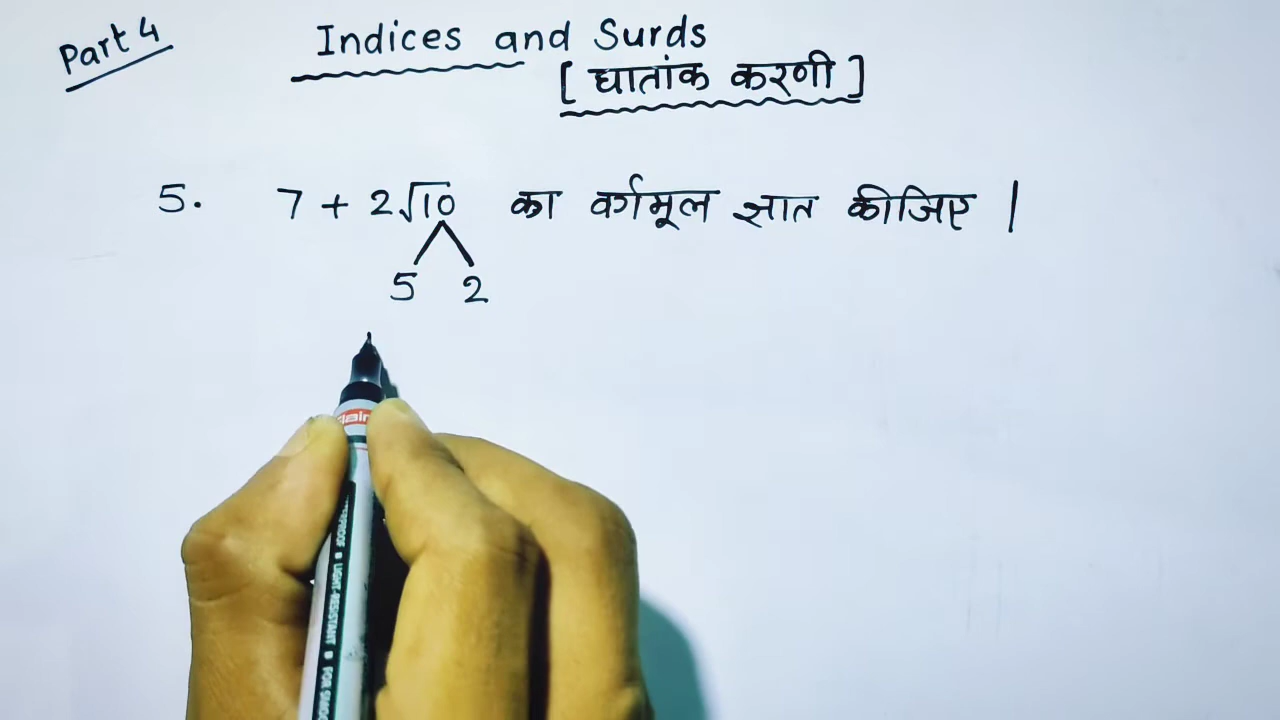 Part 4
Indices and Surds
[ घातांक करणी ]
5. 7 + 2√10 का वर्गमूल ज्ञात कीजिए |
5 2